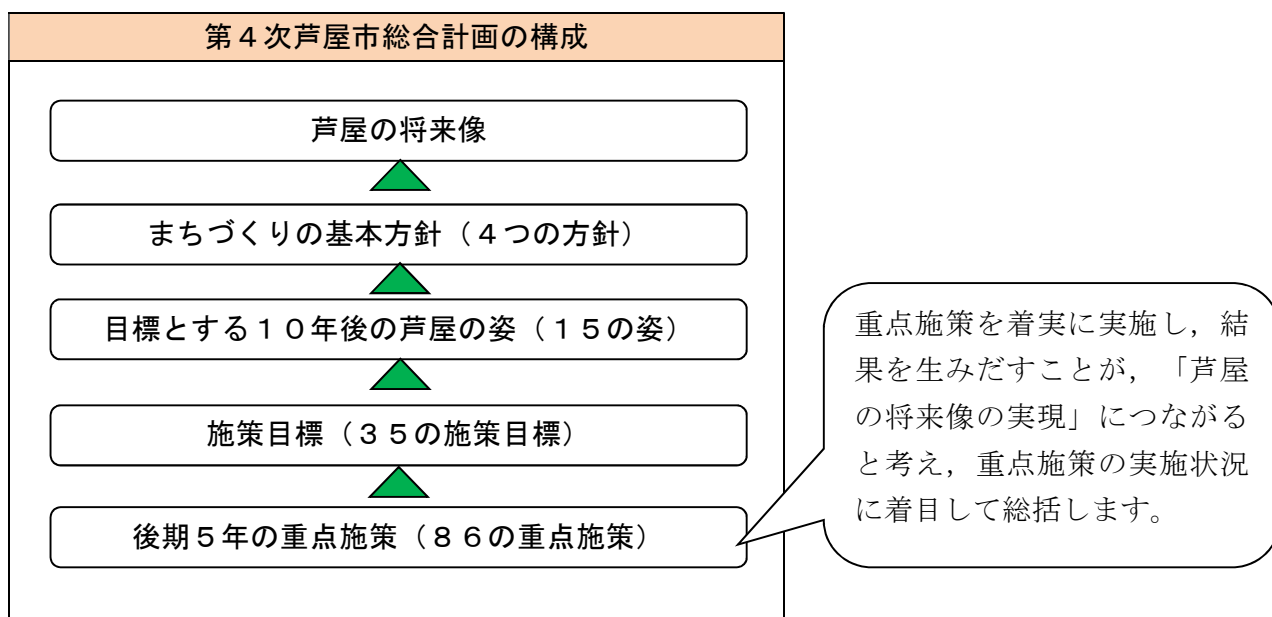 第４次芦屋市総合計画の構成
芦屋の将来像
まちづくりの基本方針（４つの方針）
目標とする１０年後の芦屋の姿（１５の姿）
施策目標（３５の施策目標）
後期５年の重点施策（８６の重点施策）
重点施策を着実に実施し，結
果を生みだすことが，「芦屋
の将来像の実現」につながる
と考え，重点施策の実施状況
に着目して総括します。